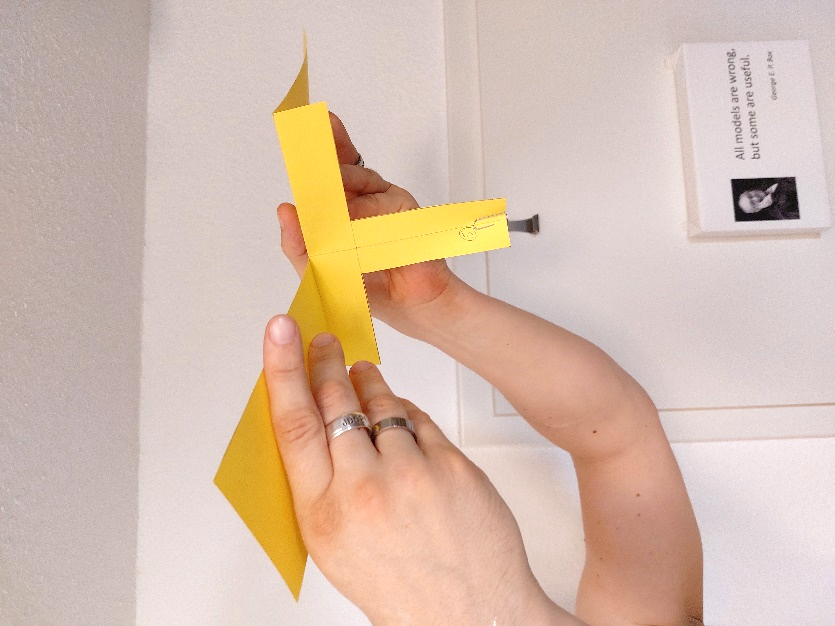 All models are wrong,
but some are useful.
George E. P. Box